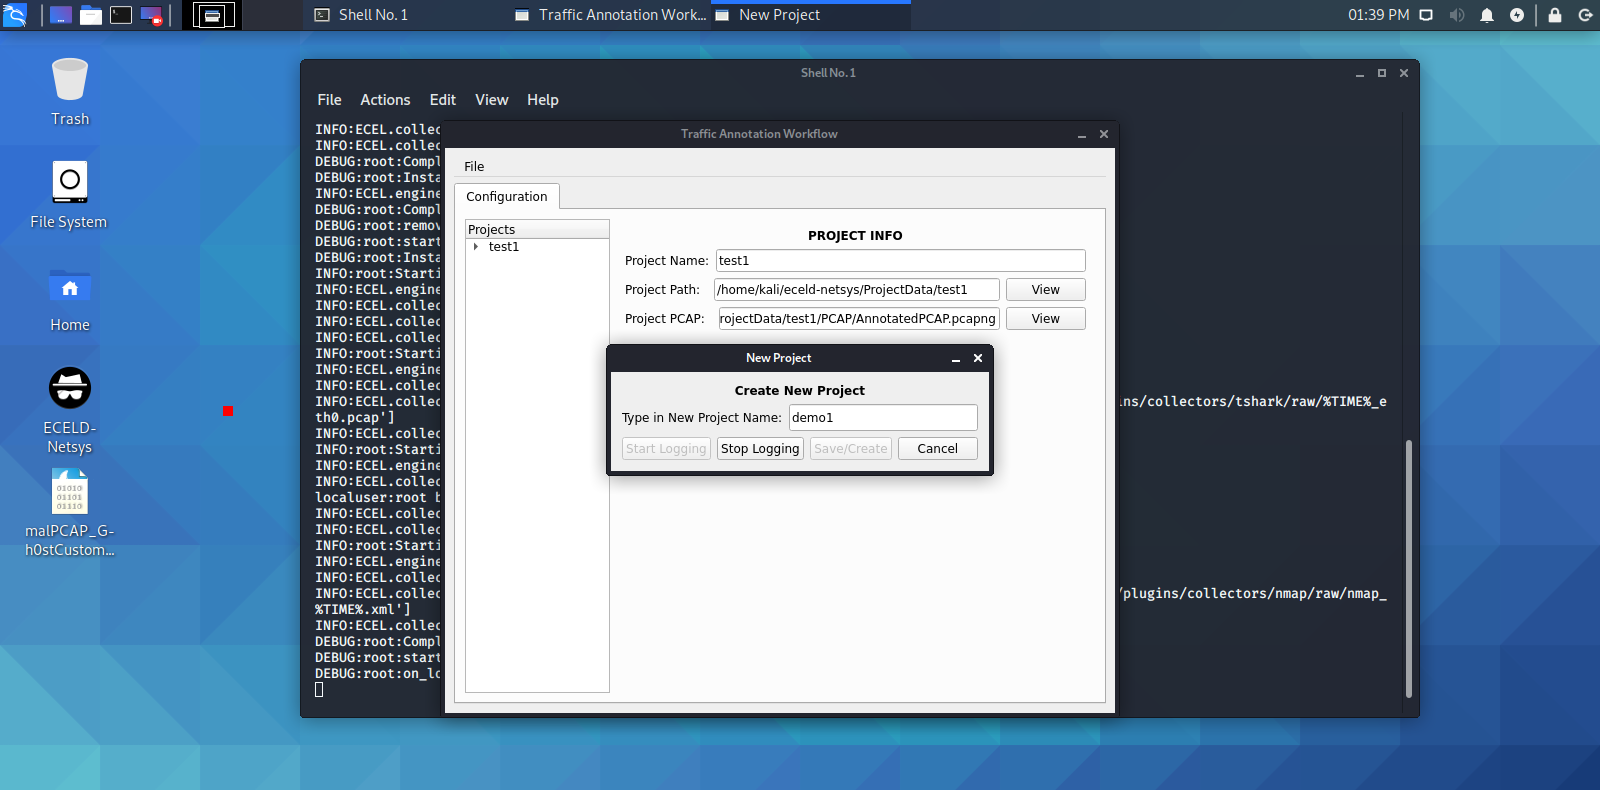 Shell No. 1
Traffic Annotation Work...
New Project
01:39 PM
Trash
File System
Home
ECELD-
Netsys
01010
01101
01110
malPCAP_G-
h0stCustom...
Shell No. 1
File Actions Edit View Help
INFO:ECEL.collec
INFO:ECEL.collec
DEBUG:root:Compl
DEBUG:root:Insta
INFO:ECEL.engine
DEBUG:root:Compl
DEBUG:root:remov
DEBUG:root:start
DEBUG:root:Insta
INFO:root:Starti
INFO:ECEL.engine
INFO:ECEL.collec
INFO:ECEL.collec
INFO:ECEL.collec
INFO:root:Starti
INFO:ECEL.engine
INFO:ECEL.collec
INFO:ECEL.collec ins/collectors/tshark/raw/%TIME%_e
th0.pcap']
INFO:ECEL.collec
INFO:root:Starti
INFO:ECEL.engine
INFO:ECEL.collec
localuser:root b
INFO:ECEL.collec
INFO:ECEL.collec
INFO:root:Starti
INFO:ECEL.engine
INFO:ECEL.collec
INFO:ECEL.collec /plugins/collectors/nmap/raw/nmap_
%TIME%.xml']
INFO:ECEL.collec
DEBUG:root:Compl
DEBUG:root:start
DEBUG:root:on_lo
Traffic Annotation Workflow
File
Configuration
Projects
test1
PROJECT INFO
Project Name: test1
Project Path: /home/kali/eceld-netsys/ProjectData/test1 View
Project PCAP: rojectData/test1/PCAP/AnnotatedPCAP.pcapng View
New Project
Create New Project
Type in New Project Name: demo1
Start Logging Stop Logging Save/Create Cancel